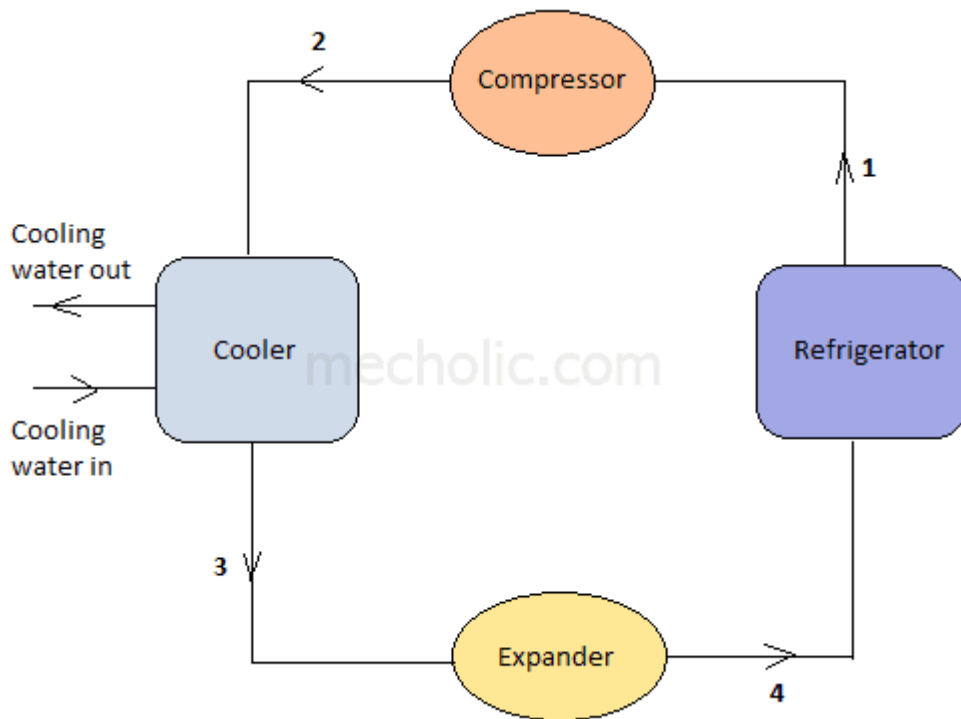 2
Compressor
1
Cooling
water out
Cooler
mecholic.com
Refrigerator
Cooling
water in
3
Expander
4